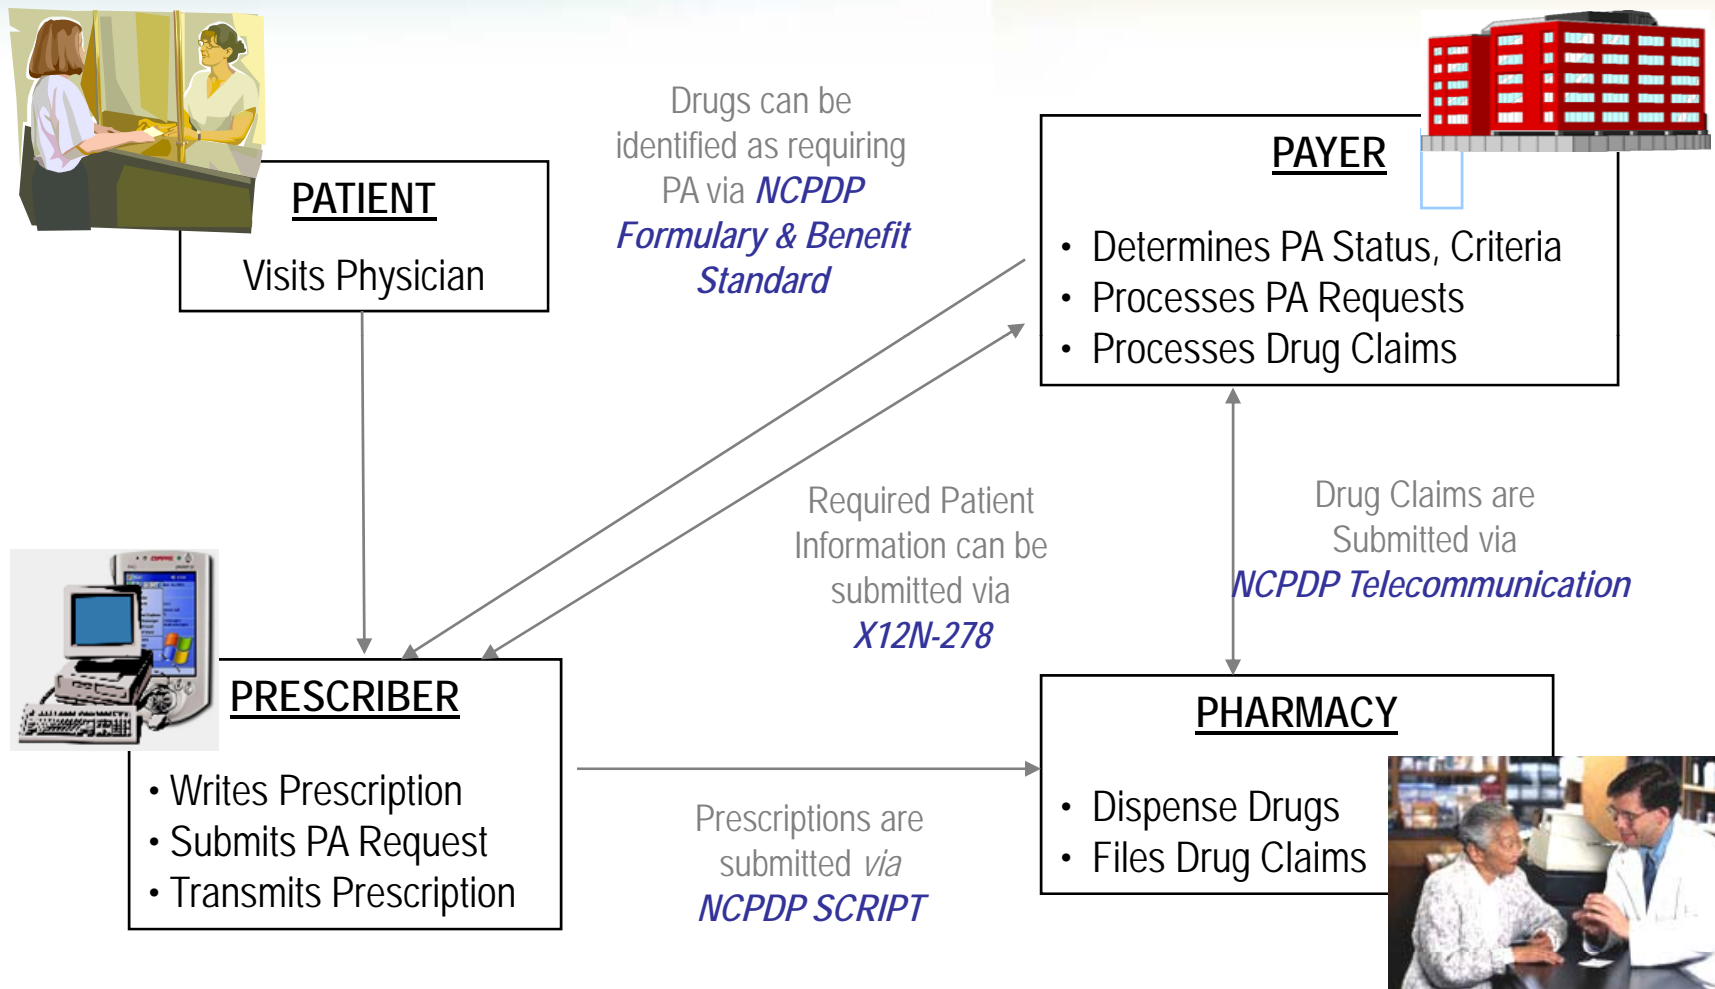 PATIENT
Visits Physician
Drugs can be
identified as requiring
PA via NCPDP
Formulary & Benefit
Standard
PAYER
• Determines PA Status, Criteria
• Processes PA Requests
• Processes Drug Claims
Required Patient
Information can be
submitted via
X12N-278
Drug Claims are
Submitted via
NCPDP Telecommunication
PRESCRIBER
• Writes Prescription
• Submits PA Request
• Transmits Prescription
Prescriptions are
submitted via
NCPDP SCRIPT
PHARMACY
• Dispense Drugs
• Files Drug Claims